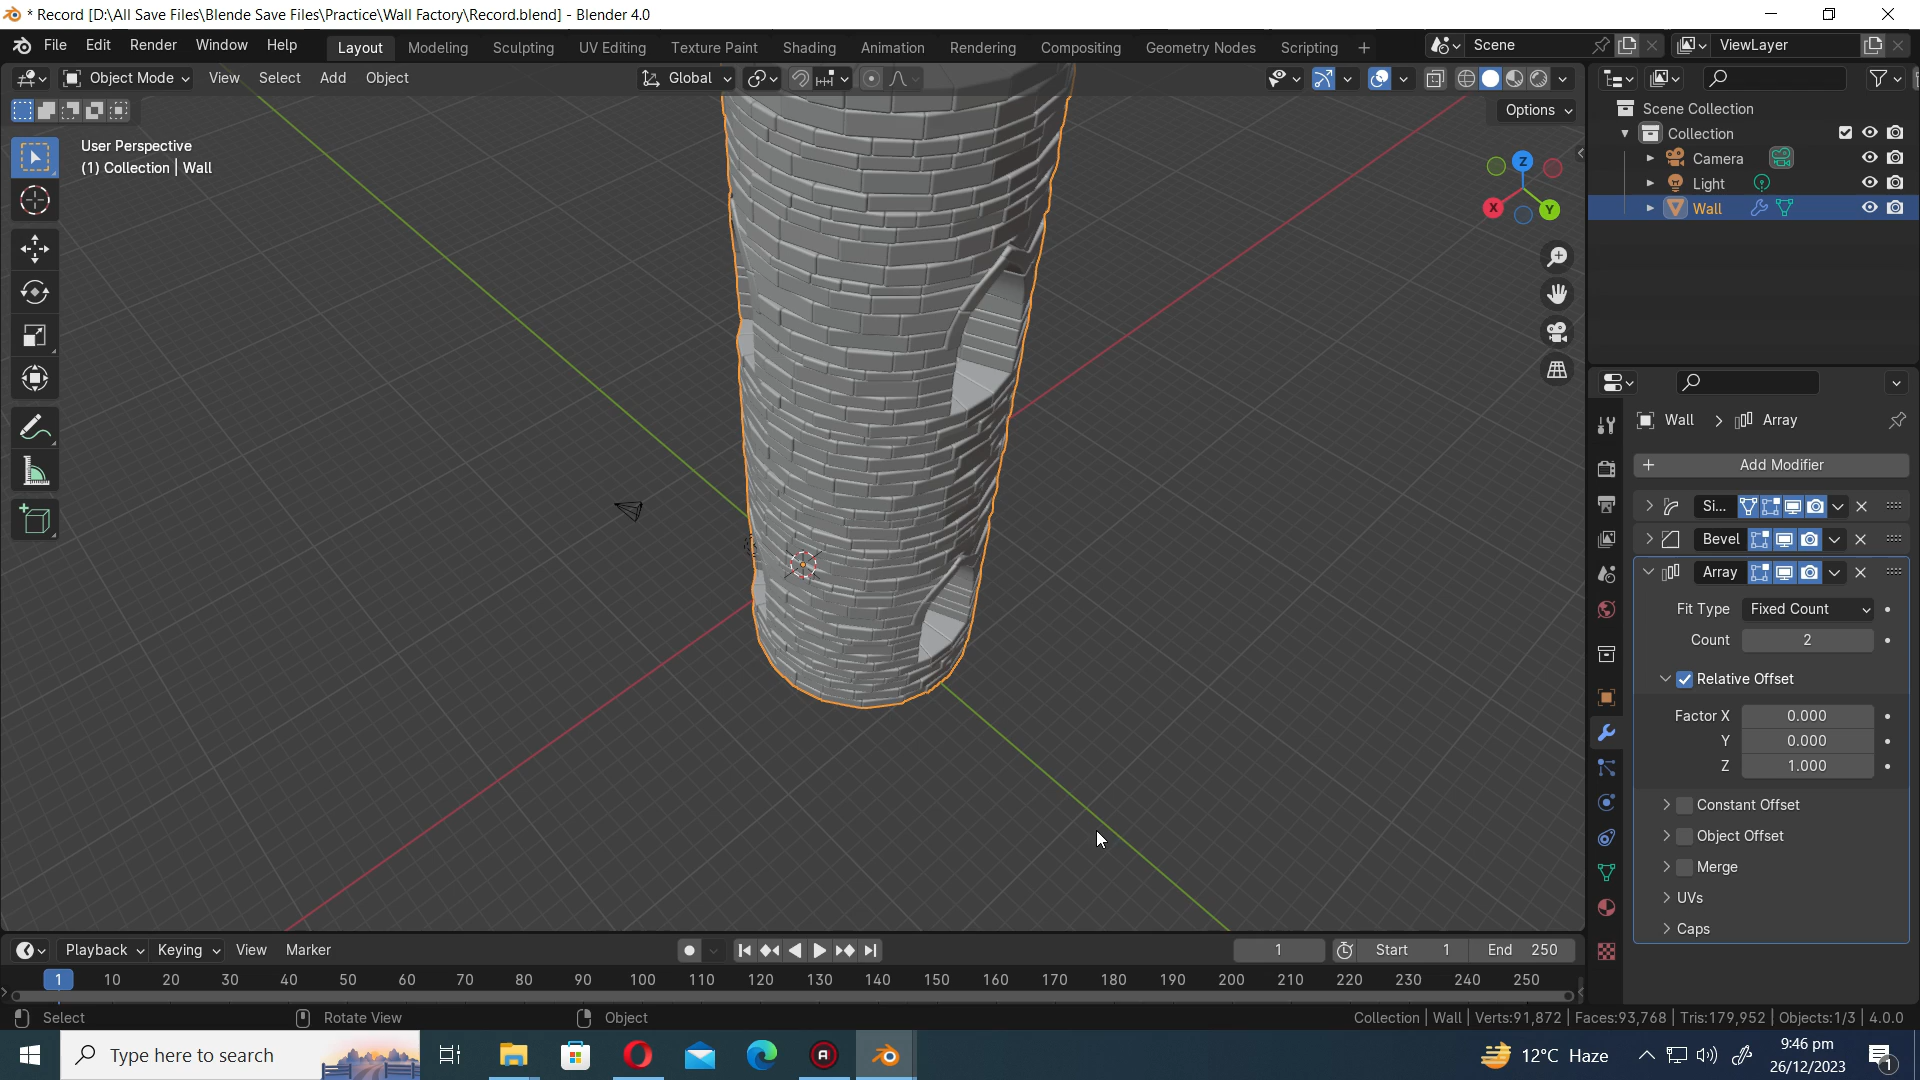 * Record [D:\All Save Files\Blende Save Files\Practice\Wall Factory\Record.blend] - Blender 4.0
File Edit Render Window Help Layout Modeling Sculpting UV Editing Texture Paint Shading Animation Rendering Compositing Geometry Nodes Scripting + Scene ViewLayer
Object Mode View Select Add Object Global
Options
User Perspective
(1) Collection | Wall
Z
X
Y
Scene Collection
Collection
Camera
Light
Wall
Wall > Array
+ Add Modifier
Si...
Bevel
Array
Fit Type Fixed Count
Count 2
Relative Offset
Factor X 0.000
Y 0.000
Z 1.000
Constant Offset
Object Offset
Merge
UVs
Caps
Playback Keying View Marker 1 Start 1 End 250
1 10 20 30 40 50 60 70 80 90 100 110 120 130 140 150 160 170 180 190 200 210 220 230 240 250
Select Rotate View Object Collection | Wall | Verts:91,872 | Faces:93,768 | Tris:179,952 | Objects:1/3 | 4.0.0
Type here to search
12°C Haze
9:46 pm
26/12/2023
1